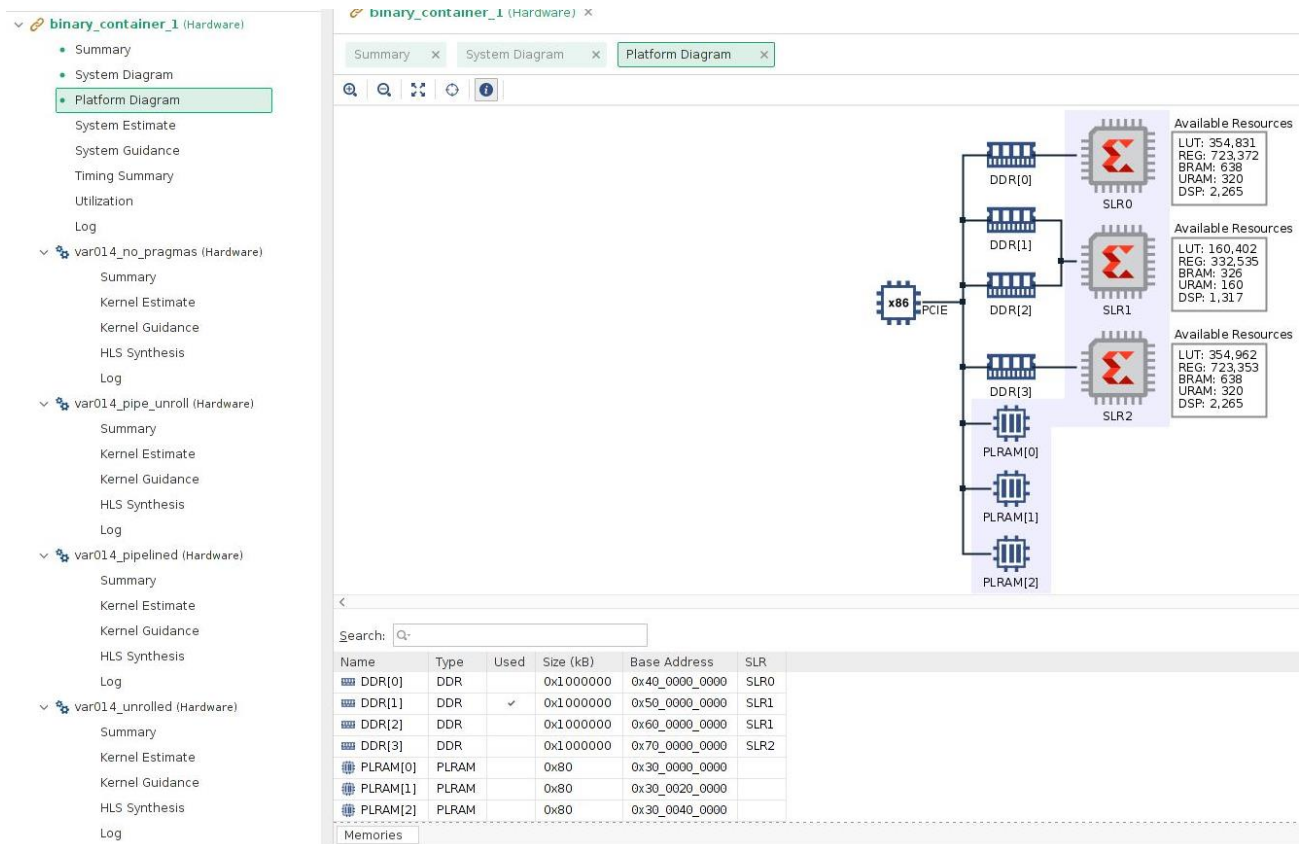 binary_container_1 (Hardware)
Summary
System Diagram
Platform Diagram
System Estimate
System Guidance
Timing Summary
Utilization
Log
var014_no_pragmas (Hardware)
Summary
Kernel Estimate
Kernel Guidance
HLS Synthesis
Log
var014_pipe_unroll (Hardware)
Summary
Kernel Estimate
Kernel Guidance
HLS Synthesis
Log
var014_pipelined (Hardware)
Summary
Kernel Estimate
Kernel Guidance
HLS Synthesis
Log
var014_unrolled (Hardware)
Summary
Kernel Estimate
Kernel Guidance
HLS Synthesis
Log
binary_container_1 (Hardware) ×
Summary × System Diagram × Platform Diagram ×
x86
PCIE
DDR[0]
DDR[1]
DDR[2]
DDR[3]
PLRAM[0]
PLRAM[1]
PLRAM[2]
SLR0
Available Resources
LUT: 354,831
REG: 723,372
BRAM: 638
URAM: 320
DSP: 2,265
SLR1
Available Resources
LUT: 160,402
REG: 332,535
BRAM: 326
URAM: 160
DSP: 1,317
SLR2
Available Resources
LUT: 354,962
REG: 723,353
BRAM: 638
URAM: 320
DSP: 2,265
Search:
Name Type Used Size (kB) Base Address SLR
DDR[0] DDR 0x1000000 0x40_0000_0000 SLR0
DDR[1] DDR ✓ 0x1000000 0x50_0000_0000 SLR1
DDR[2] DDR 0x1000000 0x60_0000_0000 SLR1
DDR[3] DDR 0x1000000 0x70_0000_0000 SLR2
PLRAM[0] PLRAM 0x80 0x30_0000_0000
PLRAM[1] PLRAM 0x80 0x30_0020_0000
PLRAM[2] PLRAM 0x80 0x30_0040_0000
Memories